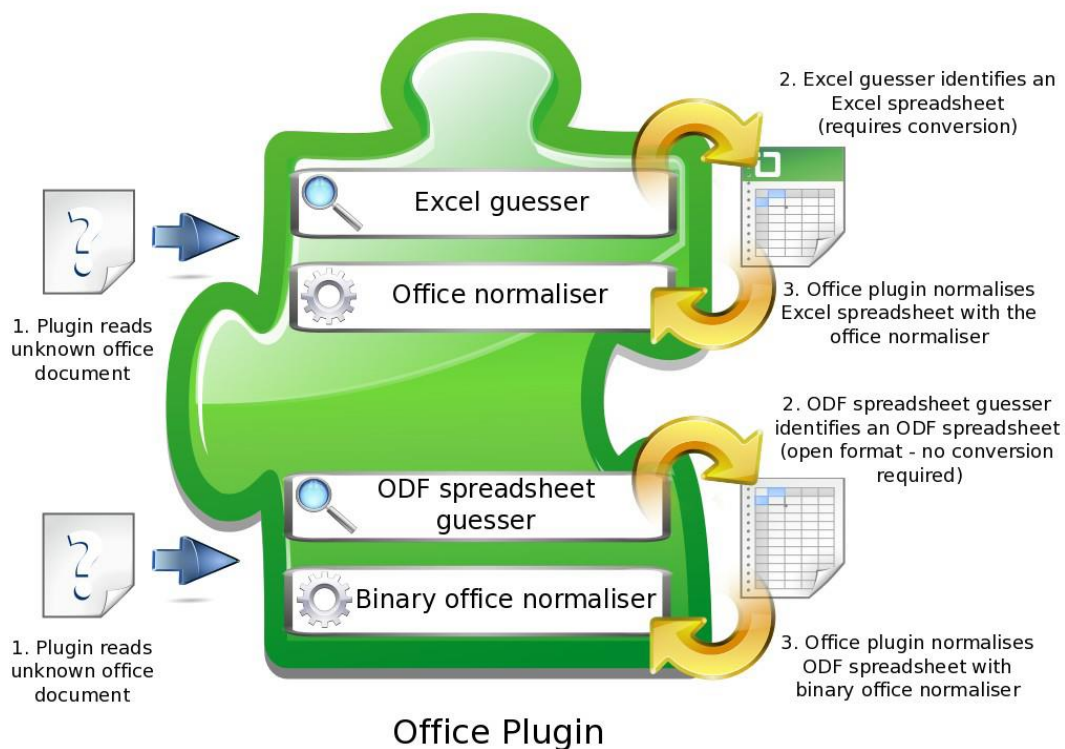 2. Excel guesser identifies an
Excel spreadsheet
(requires conversion)
Excel guesser
Office normaliser
1. Plugin reads
unknown office
document
3. Office plugin normalises
Excel spreadsheet with the
office normaliser
2. ODF spreadsheet guesser
identifies an ODF spreadsheet
(open format - no conversion
required)
ODF spreadsheet
guesser
Binary office normaliser
1. Plugin reads
unknown office
document
3. Office plugin normalises
ODF spreadsheet with
binary office normaliser
Office Plugin